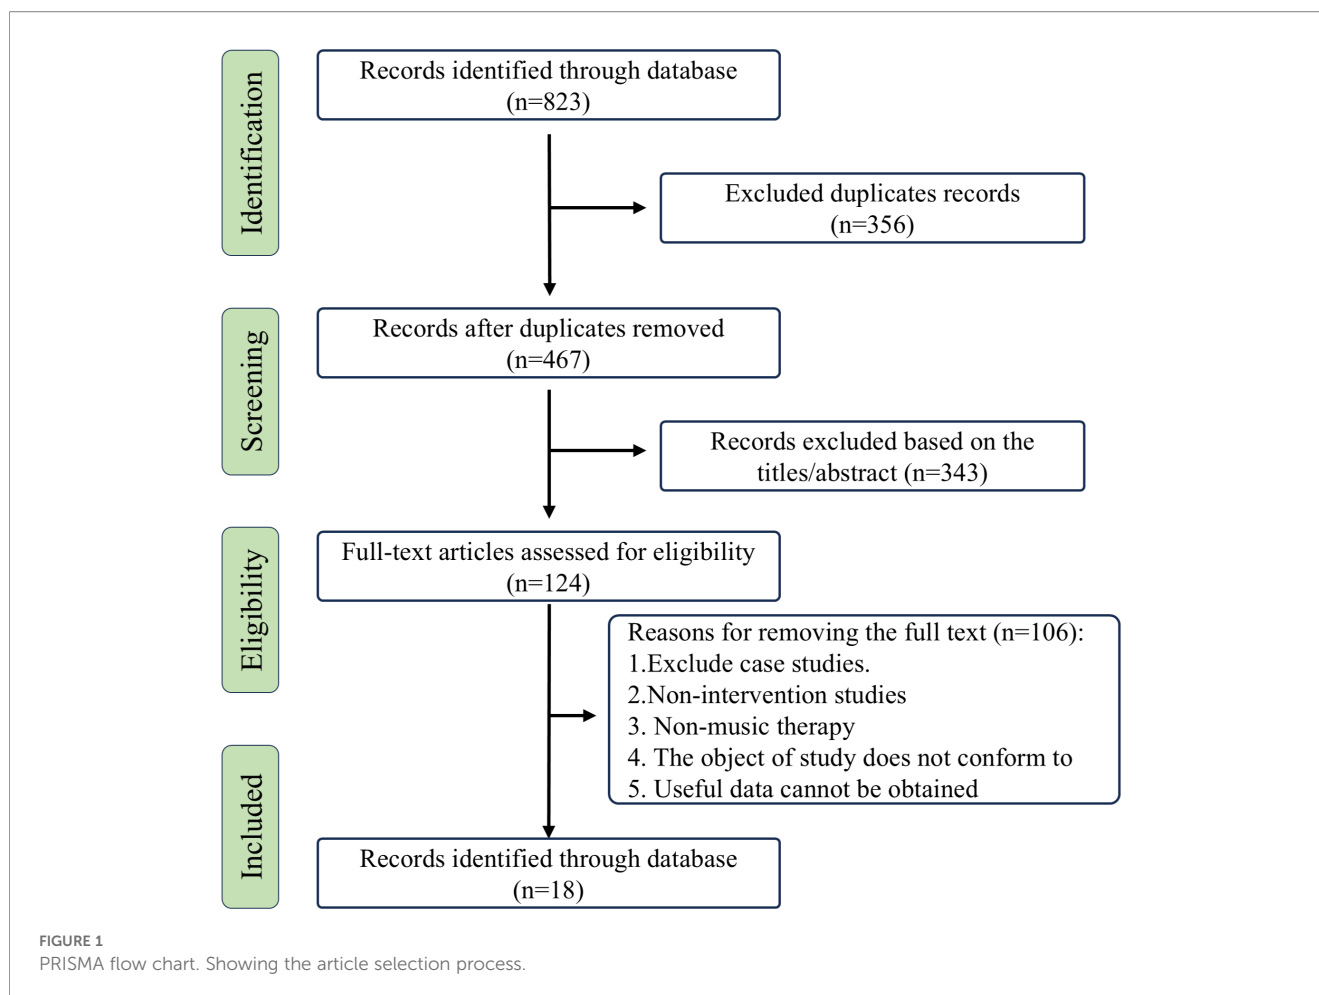 Identification
Records identified through database
(n=823)
Excluded duplicates records
(n=356)
Screening
Records after duplicates removed
(n=467)
Records excluded based on the
titles/abstract (n=343)
Eligibility
Full-text articles assessed for eligibility
(n=124)
Reasons for removing the full text (n=106):
1.Exclude case studies.
2.Non-intervention studies
3. Non-music therapy
4. The object of study does not conform to
5. Useful data cannot be obtained
Included
Records identified through database
(n=18)
FIGURE 1
PRISMA flow chart. Showing the article selection process.